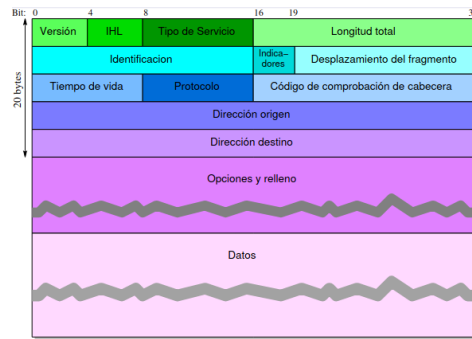 Bit: 0 4 8 16 19 3
Versión IHL Tipo de Servicio Longitud total
20 bytes
Identificacion Indica-
dores Desplazamiento del fragmento
Tiempo de vida Protocolo Código de comprobación de cabecera
Dirección origen
Dirección destino
Opciones y relleno
Datos